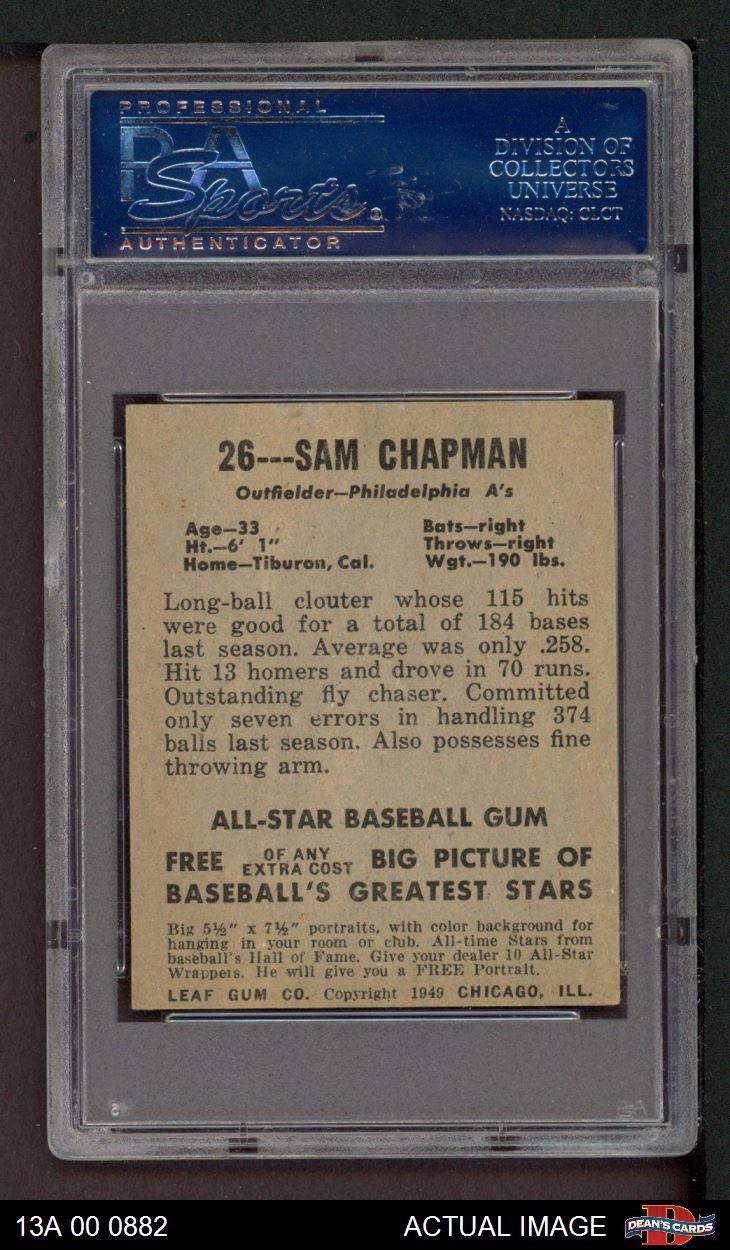 PROFESSIONAL
PSA
Sports
AUTHENTICATOR
A
DIVISION OF
COLLECTORS
UNIVERSE
NASDAQ: CLCT
26---SAM CHAPMAN
Outfielder—Philadelphia A's
Age—33 Bats—right
Ht.—6' 1" Throws—right
Home—Tiburon, Cal. Wgt.—190 lbs.
Long-ball clouter whose 115 hits
were good for a total of 184 bases
last season. Average was only .258.
Hit 13 homers and drove in 70 runs.
Outstanding fly chaser. Committed
only seven errors in handling 374
balls last season. Also possesses fine
throwing arm.
ALL-STAR BASEBALL GUM
FREE OF ANY EXTRA COST BIG PICTURE OF
BASEBALL'S GREATEST STARS
Big 5½" x 7½" portraits, with color background for
hanging in your room or club. All-time Stars from
baseball's Hall of Fame. Give your dealer 10 All-Star
Wrappers. He will give you a FREE Portrait.
LEAF GUM CO. Copyright 1949 CHICAGO, ILL.
13A 00 0882 ACTUAL IMAGE DEAN'S CARDS